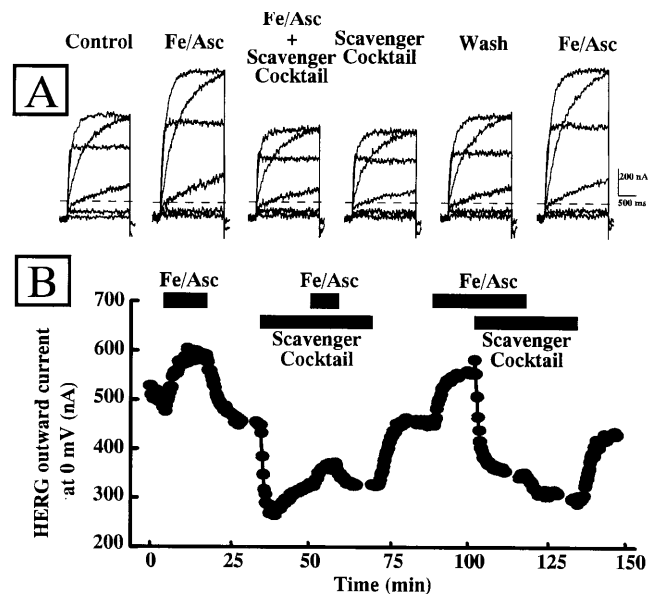 Control
Fe/Asc
Fe/Asc
+
Scavenger
Cocktail
Scavenger
Cocktail
Wash
Fe/Asc
A
200 nA
500 ms
B
Fe/Asc
Fe/Asc
Fe/Asc
Scavenger
Cocktail
Scavenger
Cocktail
HERG outward current
at 0 mV (nA)
700
600
500
400
300
200
0
25
50
75
100
125
150
Time (min)